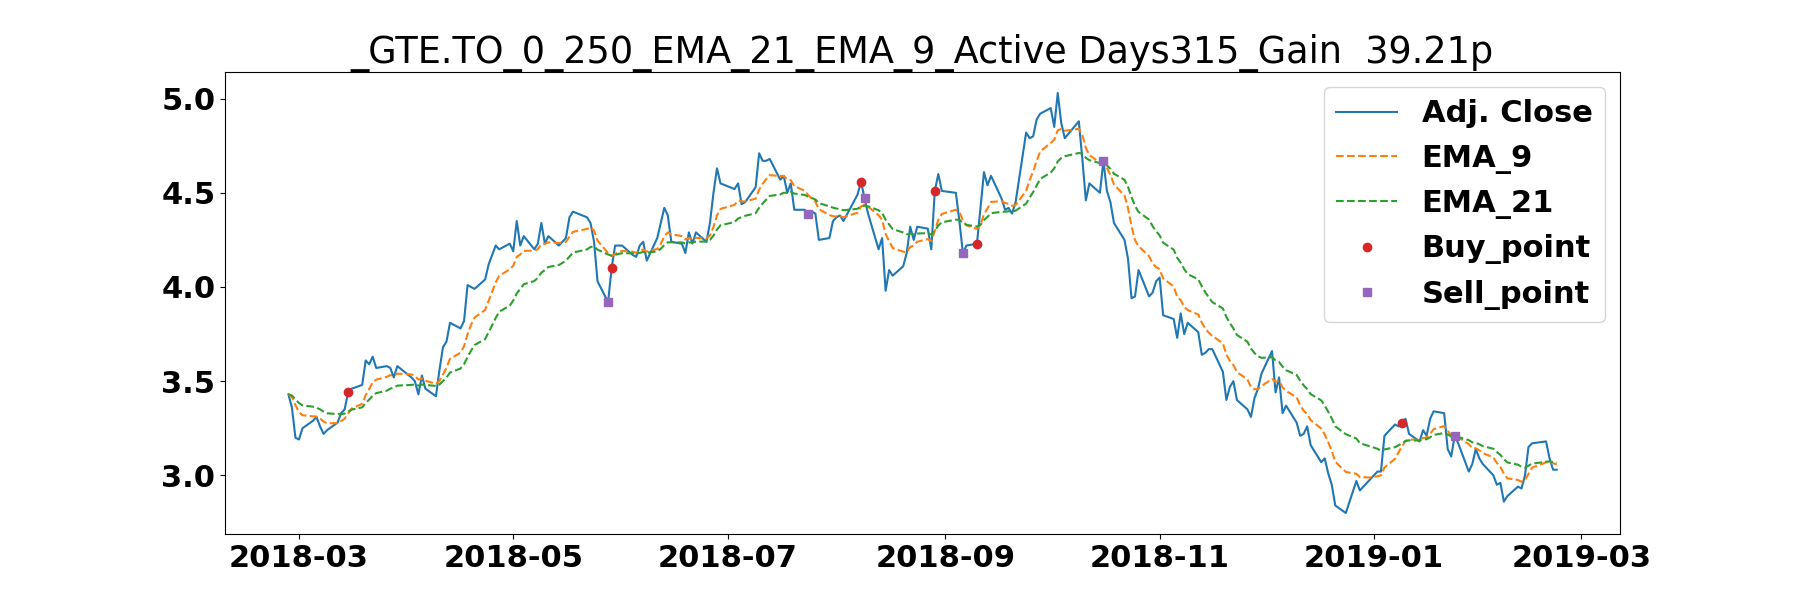 _GTE.TO_0_250_EMA_21_EMA_9_Active Days315_Gain  39.21p
5.0
4.5
4.0
3.5
3.0
Adj. Close
EMA_9
EMA_21
Buy_point
Sell_point
2018-03 2018-05 2018-07 2018-09 2018-11 2019-01 2019-03